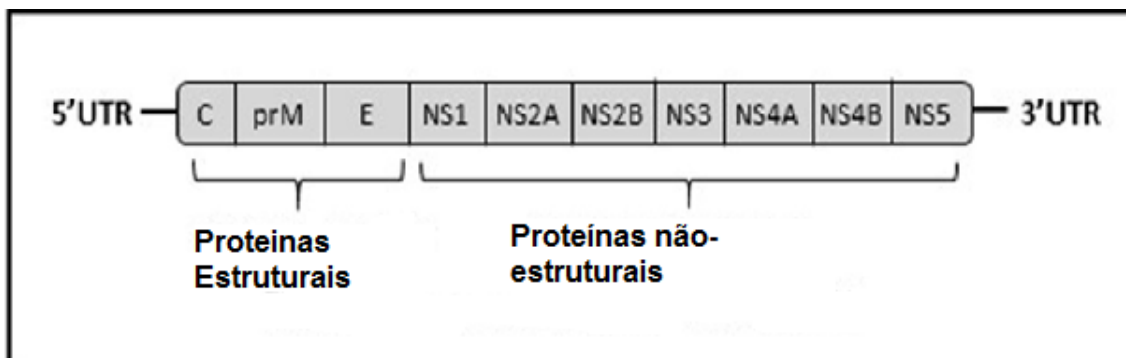 5'UTR C prM E NS1 NS2A NS2B NS3 NS4A NS4B NS5 3'UTR
Proteinas
Estruturais
Proteínas não-
estruturais